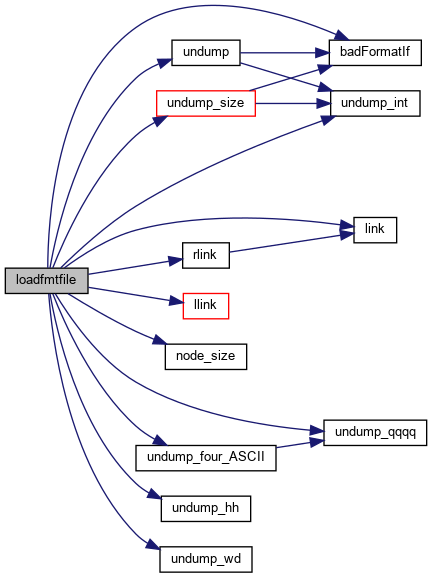 undump
badFormatIf
undump_size
undump_int
link
rlink
loadfmtfile
llink
node_size
undump_qqqq
undump_four_ASCII
undump_hh
undump_wd